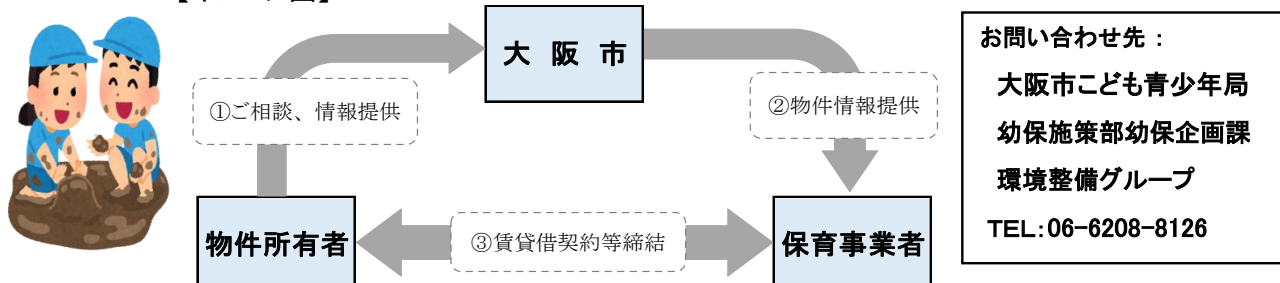 大阪市
①ご相談、情報提供
②物件情報提供
物件所有者
③賃貸借契約等締結
保育事業者
お問い合わせ先：
大阪市こども青少年局
幼保施策部幼保企画課
環境整備グループ
TEL:06-6208-8126